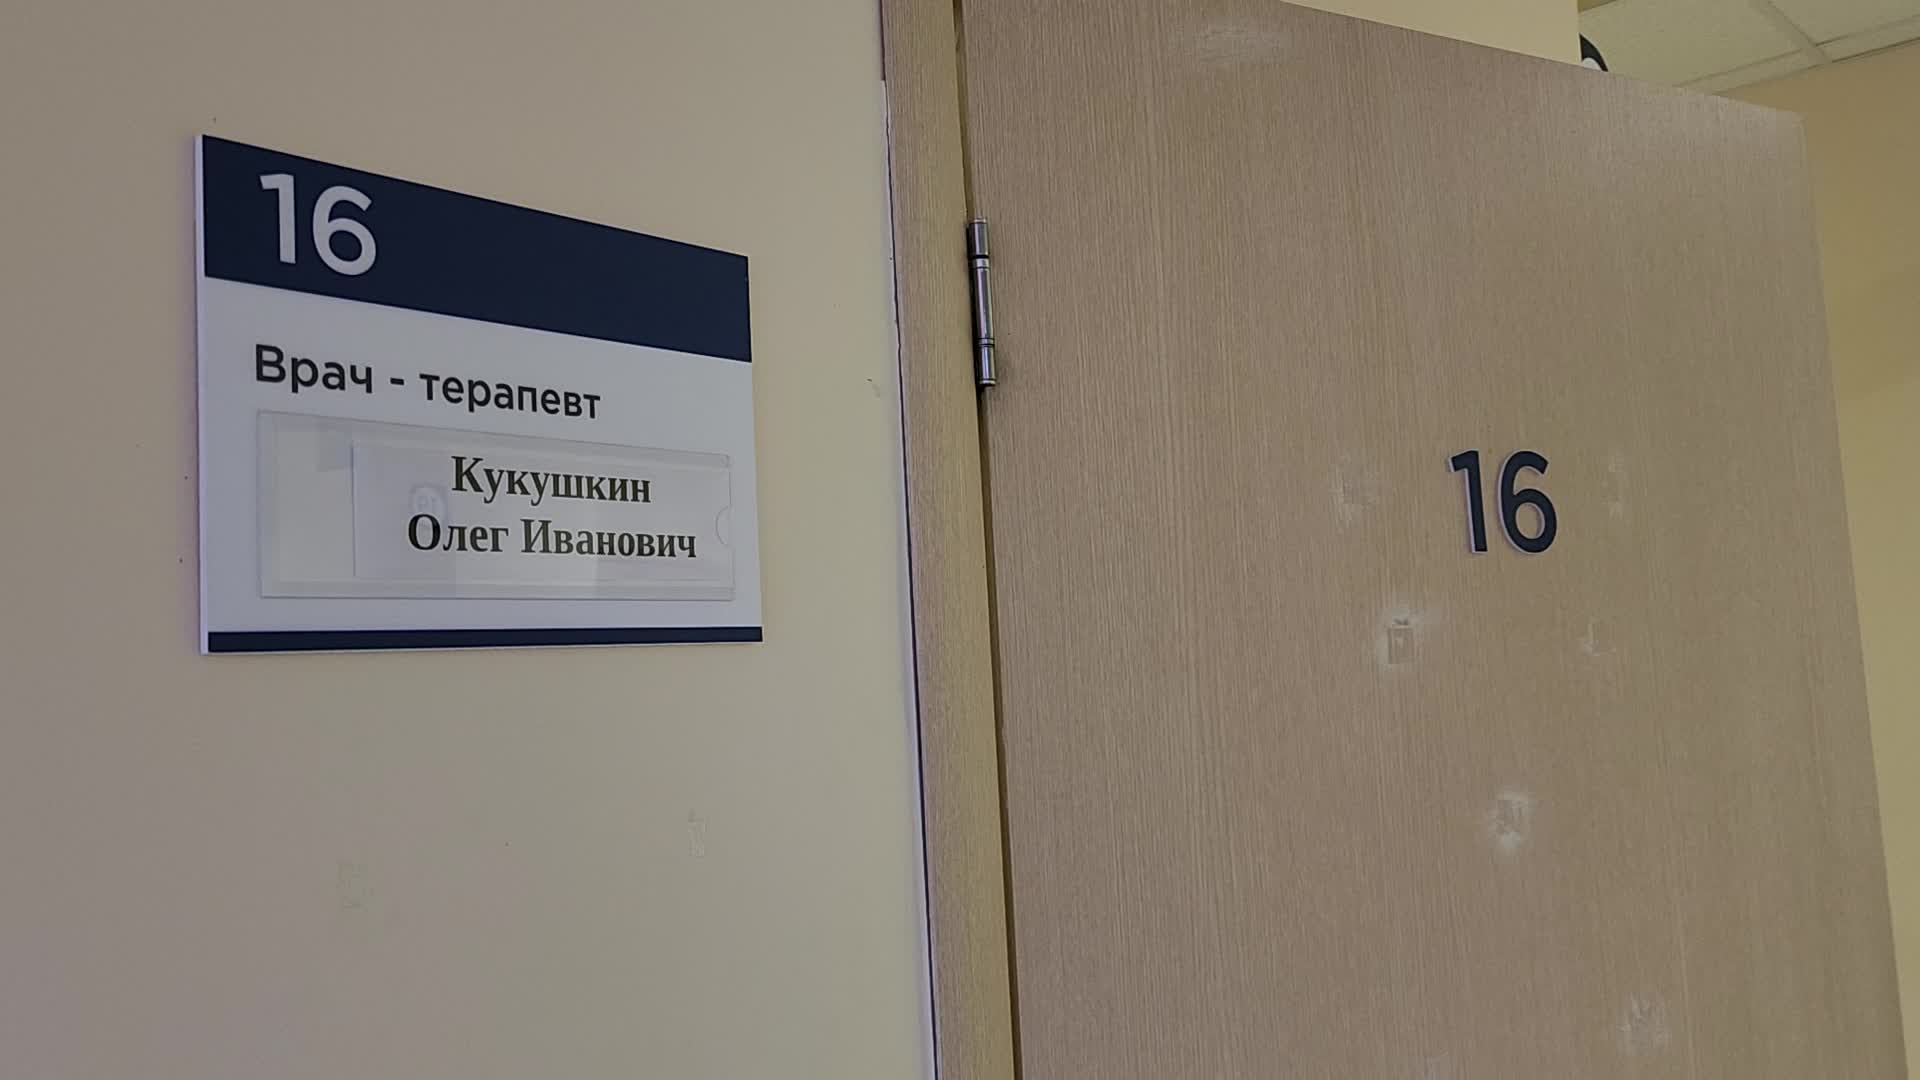 16
Врач - терапевт
Кукушкин
Олег Иванович
16